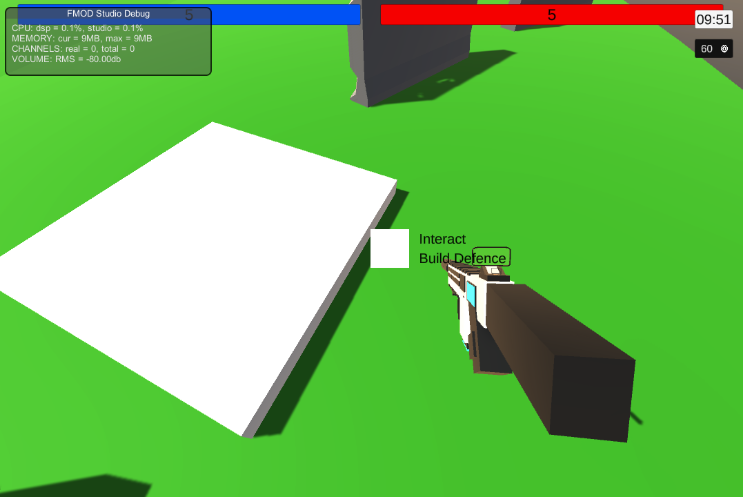 FMOD Studio Debug
CPU: dsp = 0.1%, studio = 0.1%
MEMORY: cur = 9MB, max = 9MB
CHANNELS: real = 0, total = 0
VOLUME: RMS = -80.00db
5
5
09:51
60
Interact
Build Defence